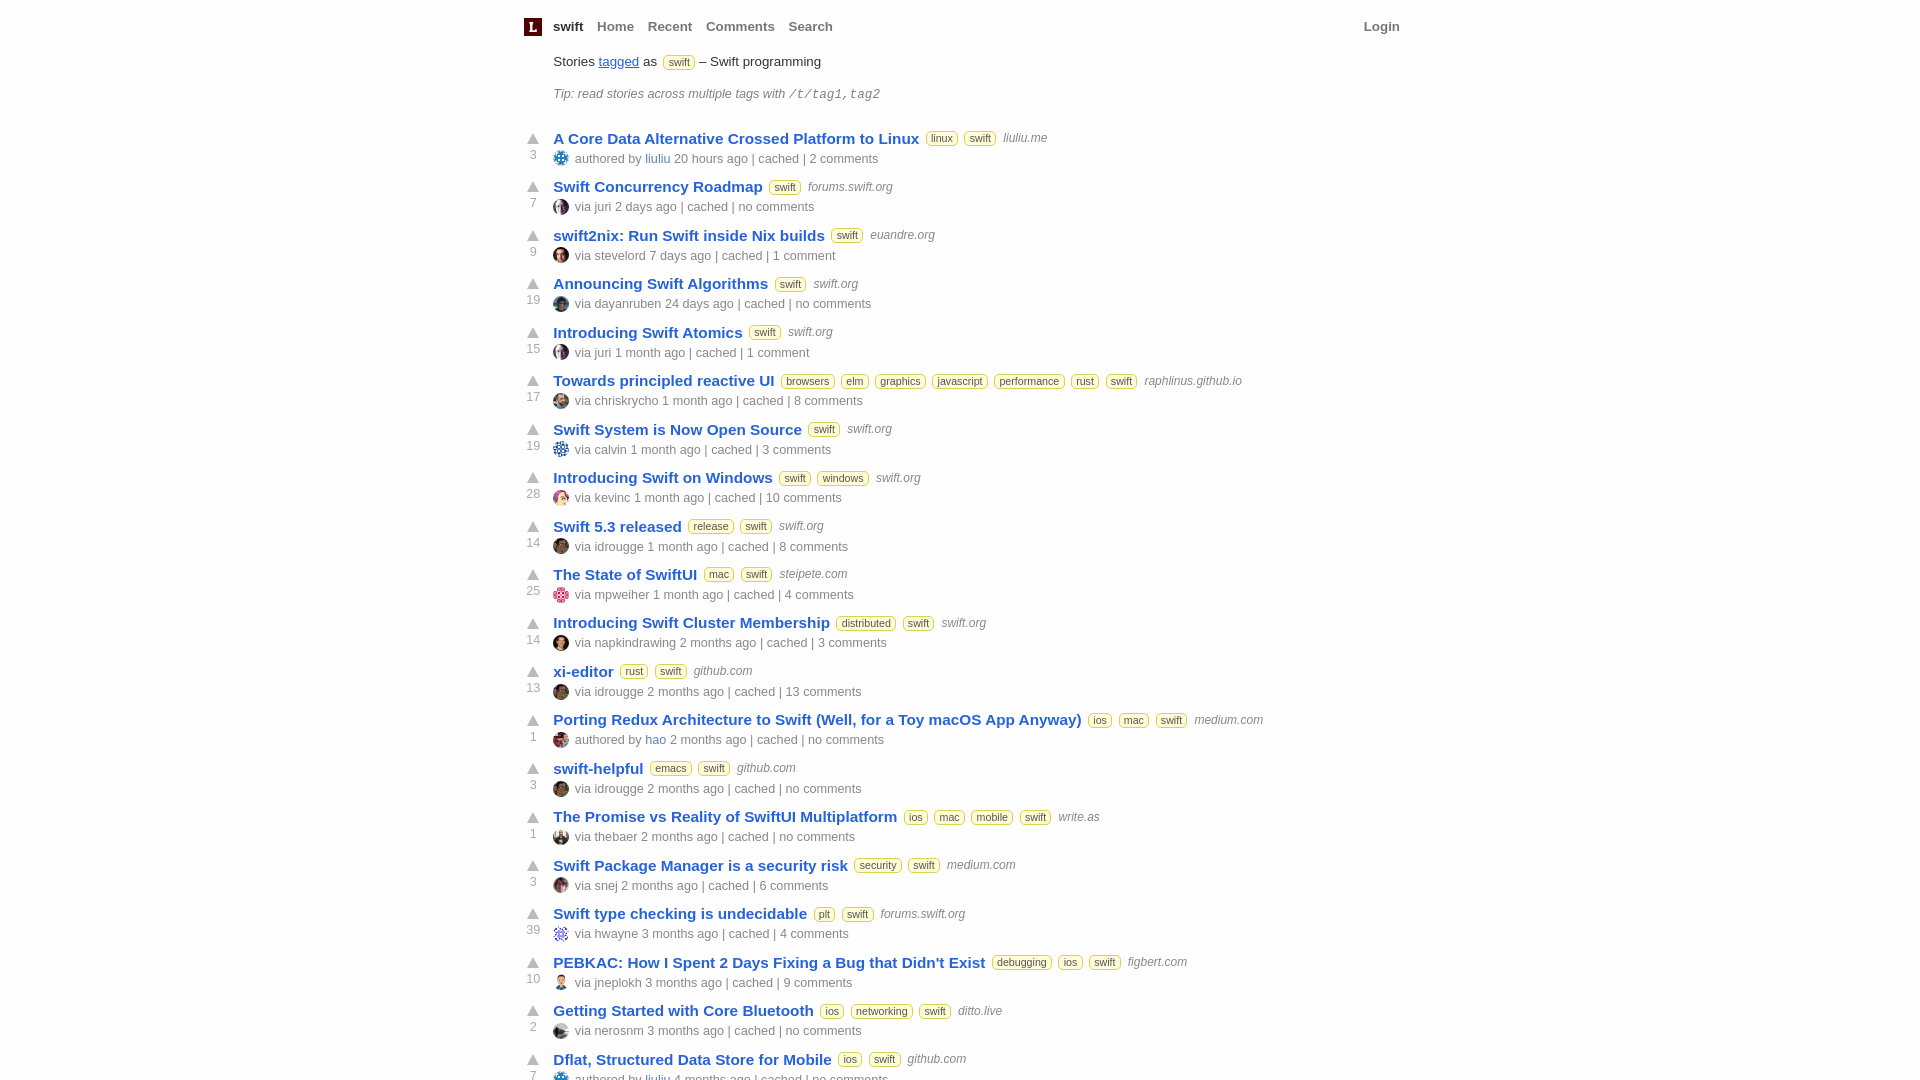 L swift Home Recent Comments Search Login
Stories tagged as swift – Swift programming
Tip: read stories across multiple tags with /t/tag1,tag2
A Core Data Alternative Crossed Platform to Linux linux swift liuliu.me
3 authored by liuliu 20 hours ago | cached | 2 comments
Swift Concurrency Roadmap swift forums.swift.org
7 via juri 2 days ago | cached | no comments
swift2nix: Run Swift inside Nix builds swift euandre.org
9 via stevelord 7 days ago | cached | 1 comment
Announcing Swift Algorithms swift swift.org
19 via dayanruben 24 days ago | cached | no comments
Introducing Swift Atomics swift swift.org
15 via juri 1 month ago | cached | 1 comment
Towards principled reactive UI browsers elm graphics javascript performance rust swift raphlinus.github.io
17 via chriskrycho 1 month ago | cached | 8 comments
Swift System is Now Open Source swift swift.org
19 via calvin 1 month ago | cached | 3 comments
Introducing Swift on Windows swift windows swift.org
28 via kevinc 1 month ago | cached | 10 comments
Swift 5.3 released release swift swift.org
14 via idrougge 1 month ago | cached | 8 comments
The State of SwiftUI mac swift steipete.com
25 via mpweiher 1 month ago | cached | 4 comments
Introducing Swift Cluster Membership distributed swift swift.org
14 via napkindrawing 2 months ago | cached | 3 comments
xi-editor rust swift github.com
13 via idrougge 2 months ago | cached | 13 comments
Porting Redux Architecture to Swift (Well, for a Toy macOS App Anyway) ios mac swift medium.com
1 authored by hao 2 months ago | cached | no comments
swift-helpful emacs swift github.com
3 via idrougge 2 months ago | cached | no comments
The Promise vs Reality of SwiftUI Multiplatform ios mac mobile swift write.as
1 via thebaer 2 months ago | cached | no comments
Swift Package Manager is a security risk security swift medium.com
3 via snej 2 months ago | cached | 6 comments
Swift type checking is undecidable plt swift forums.swift.org
39 via hwayne 3 months ago | cached | 4 comments
PEBKAC: How I Spent 2 Days Fixing a Bug that Didn't Exist debugging ios swift figbert.com
10 via jneplokh 3 months ago | cached | 9 comments
Getting Started with Core Bluetooth ios networking swift ditto.live
2 via nerosnm 3 months ago | cached | no comments
Dflat, Structured Data Store for Mobile ios swift github.com
7 authored by liuliu 4 months ago | cached | no comments